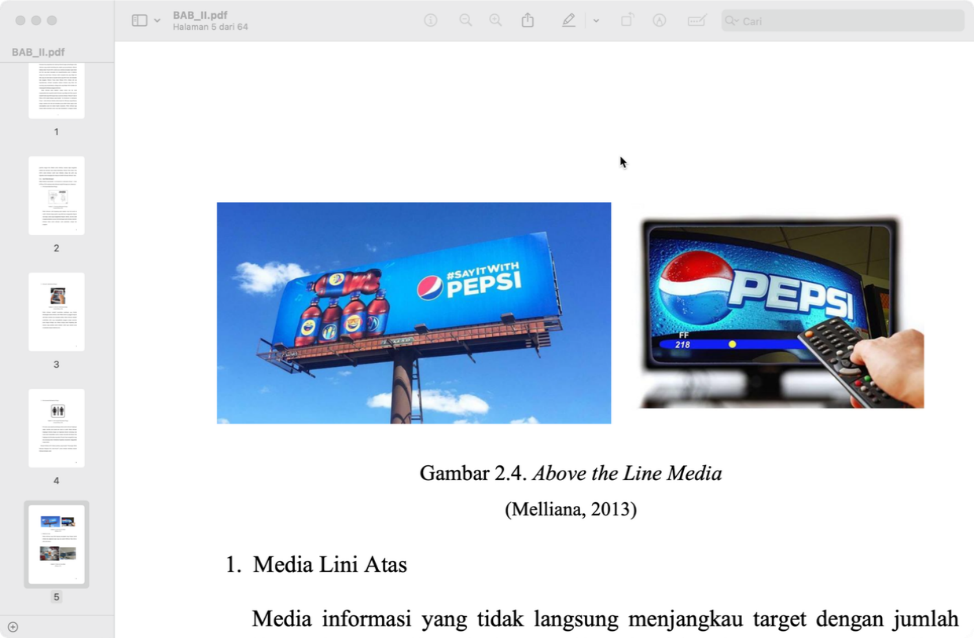 BAB_II.pdf
Halaman 5 dari 64
Cari
BAB_II.pdf
1
2
3
4
5
#SAYITWITH
PEPSI
PEPSI
FF
218
Gambar 2.4. Above the Line Media
(Melliana, 2013)
1. Media Lini Atas
Media informasi yang tidak langsung menjangkau target dengan jumlah